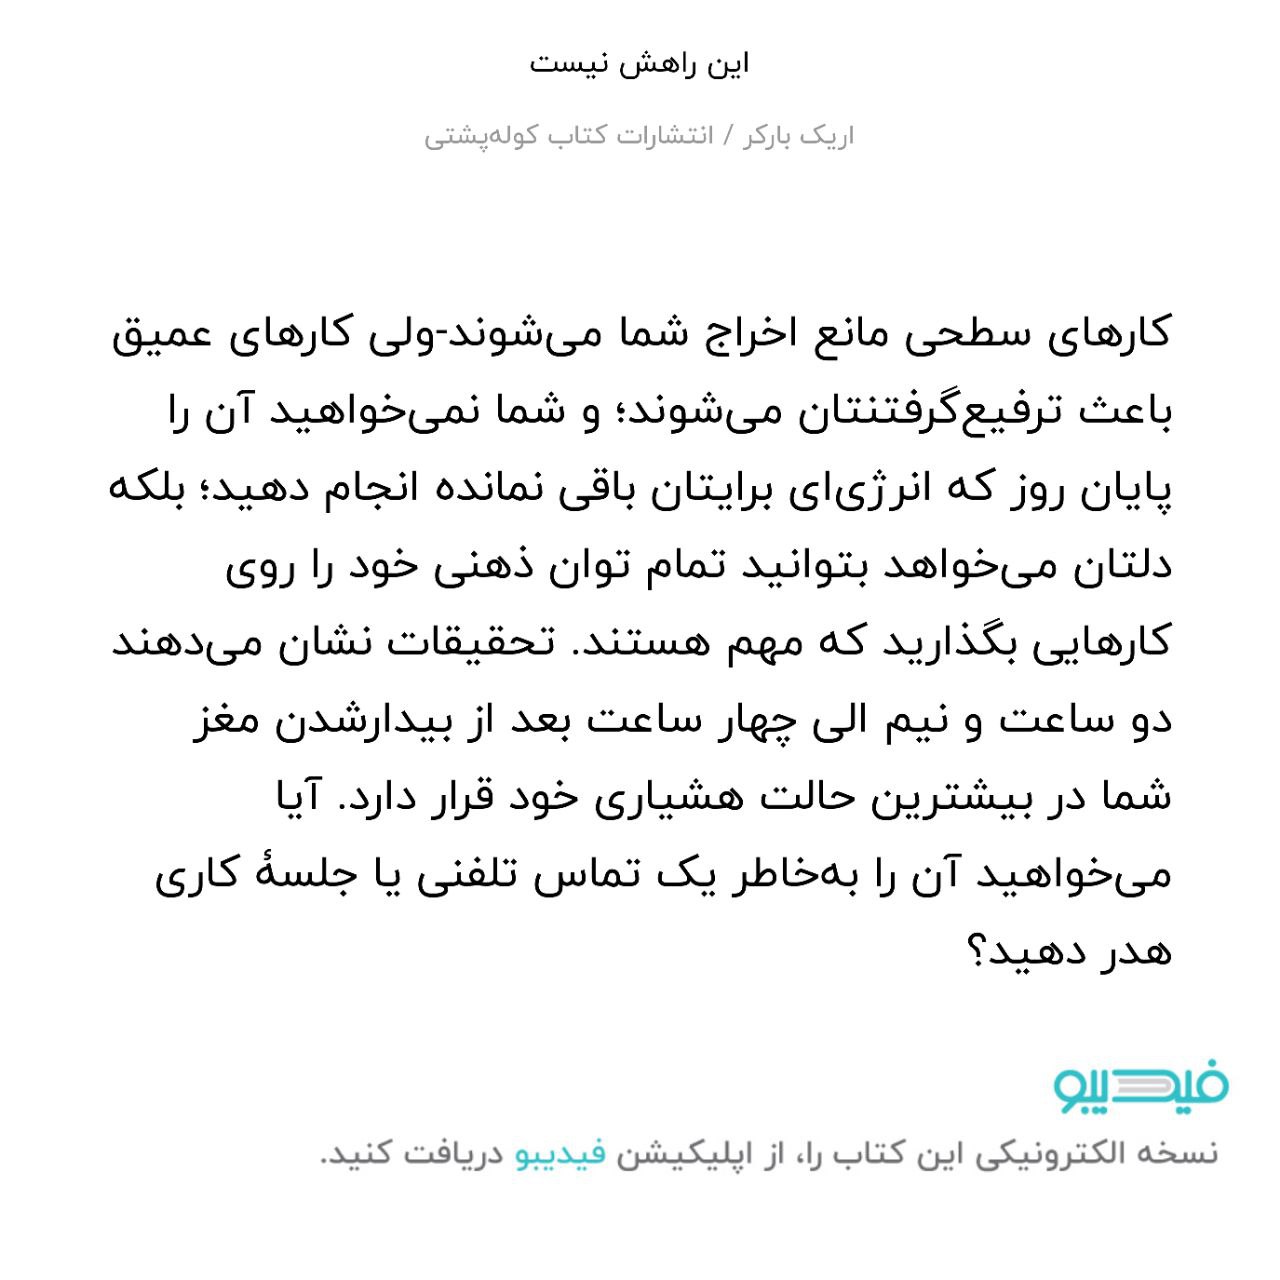 این راهش نیست
اریک بارکر / انتشارات کتاب کوله‌پشتی
کارهای سطحی مانع اخراج شما می‌شوند-ولی کارهای عمیق
باعث ترفیع‌گرفتنتان می‌شوند؛ و شما نمی‌خواهید آن را
پایان روز که انرژی‌ای برایتان باقی نمانده انجام دهید؛ بلکه
دلتان می‌خواهد بتوانید تمام توان ذهنی خود را روی
کارهایی بگذارید که مهم هستند. تحقیقات نشان می‌دهند
دو ساعت و نیم الی چهار ساعت بعد از بیدارشدن مغز
شما در بیشترین حالت هشیاری خود قرار دارد. آیا
می‌خواهید آن را به‌خاطر یک تماس تلفنی یا جلسهٔ کاری
هدر دهید؟
فیدیبو
نسخه الکترونیکی این کتاب را، از اپلیکیشن فیدیبو دریافت کنید.